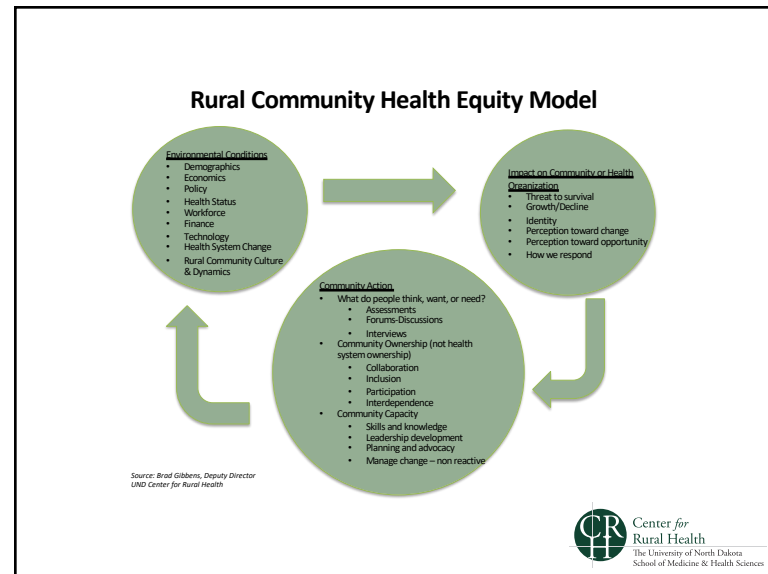 Rural Community Health Equity Model
Environmental Conditions
• Demographics
• Economics
• Policy
• Health Status
• Workforce
• Finance
• Technology
• Health System Change
• Rural Community Culture
& Dynamics
Impact on Community or Health
Organization
• Threat to survival
• Growth/Decline
• Identity
• Perception toward change
• Perception toward opportunity
• How we respond
Community Action
• What do people think, want, or need?
• Assessments
• Forums-Discussions
• Interviews
• Community Ownership (not health
system ownership)
• Collaboration
• Inclusion
• Participation
• Interdependence
• Community Capacity
• Skills and knowledge
• Leadership development
• Planning and advocacy
• Manage change – non reactive
Source: Brad Gibbens, Deputy Director
UND Center for Rural Health
CRH
Center for
Rural Health
The University of North Dakota
School of Medicine & Health Sciences